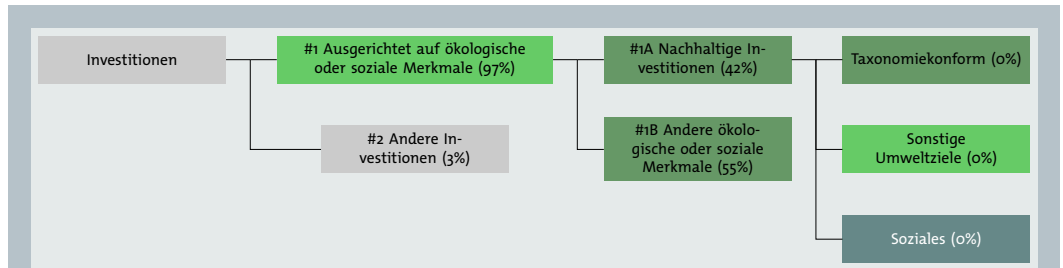 Investitionen
#1 Ausgerichtet auf ökologische
oder soziale Merkmale (97%)
#1A Nachhaltige In-
vestitionen (42%)
Taxonomiekonform (0%)
#2 Andere In-
vestitionen (3%)
#1B Andere ökolo-
gische oder soziale
Merkmale (55%)
Sonstige
Umweltziele (0%)
Soziales (0%)